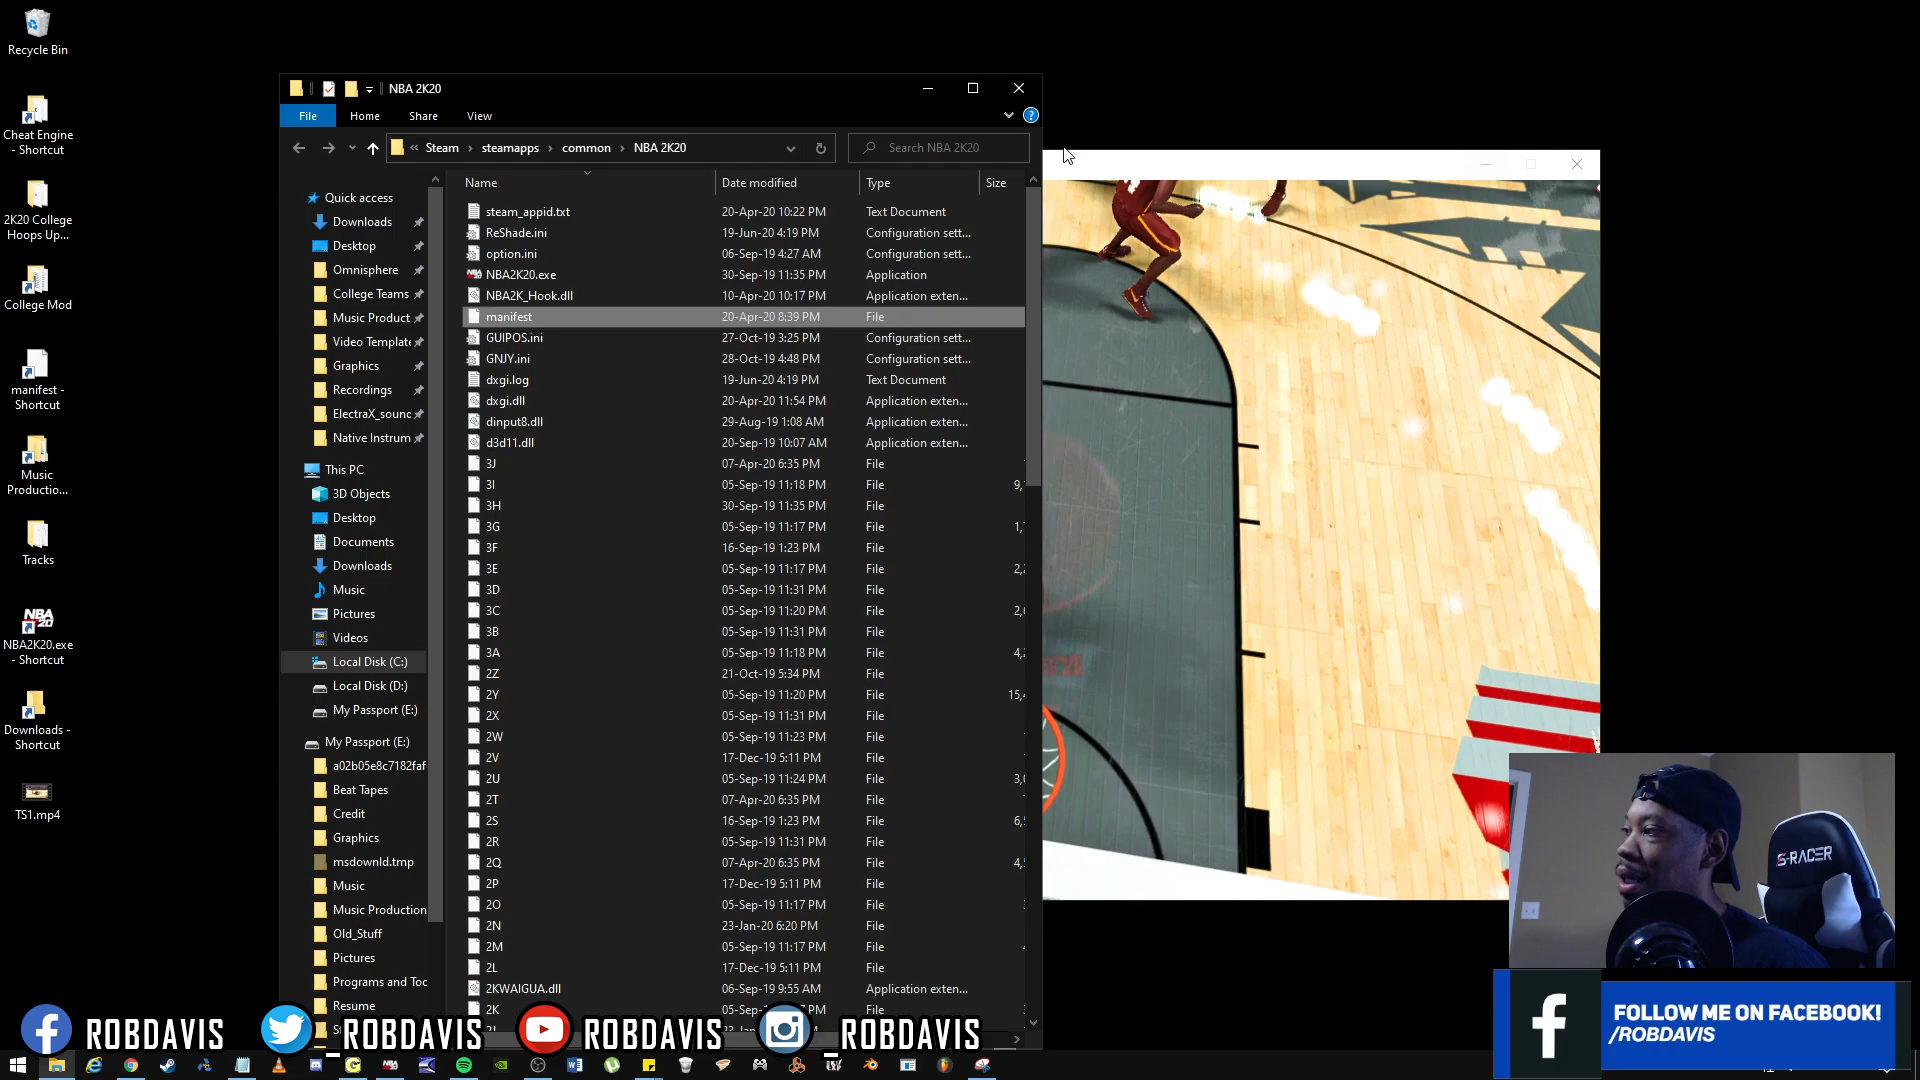 Recycle Bin
Cheat Engine
- Shortcut
2K20 College
Hoops Up...
College Mod
manifest -
Shortcut
Music
Productio...
Tracks
NBA2K20.exe
- Shortcut
Downloads -
Shortcut
TS1.mp4
NBA 2K20
File Home Share View
« Steam › steamapps › common › NBA 2K20
Search NBA 2K20
Quick access
Downloads
Desktop
Omnisphere
College Teams
Music Product
Video Template
Graphics
Recordings
ElectraX_sounc
Native Instrum
This PC
3D Objects
Desktop
Documents
Downloads
Music
Pictures
Videos
Local Disk (C:)
Local Disk (D:)
My Passport (E:)
My Passport (E:)
a02b05e8c7182faf
Beat Tapes
Credit
Graphics
msdownld.tmp
Music
Music Production
Old_Stuff
Pictures
Programs and Toc
Resume
Name Date modified Type Size
steam_appid.txt 20-Apr-20 10:22 PM Text Document
ReShade.ini 19-Jun-20 4:19 PM Configuration sett...
option.ini 06-Sep-19 4:27 AM Configuration sett...
NBA2K20.exe 30-Sep-19 11:35 PM Application
NBA2K_Hook.dll 10-Apr-20 10:17 PM Application exten...
manifest 20-Apr-20 8:39 PM File
GUIPOS.ini 27-Oct-19 3:25 PM Configuration sett...
GNJY.ini 28-Oct-19 4:48 PM Configuration sett...
dxgi.log 19-Jun-20 4:19 PM Text Document
dxgi.dll 20-Apr-20 11:54 PM Application exten...
dinput8.dll 29-Aug-19 1:08 AM Application exten...
d3d11.dll 20-Sep-19 10:07 AM Application exten...
3J 07-Apr-20 6:35 PM File
3I 05-Sep-19 11:18 PM File 9,
3H 30-Sep-19 11:35 PM File
3G 05-Sep-19 11:17 PM File 1,
3F 16-Sep-19 1:23 PM File
3E 05-Sep-19 11:17 PM File 2,
3D 05-Sep-19 11:31 PM File
3C 05-Sep-19 11:20 PM File 2,
3B 05-Sep-19 11:31 PM File
3A 05-Sep-19 11:18 PM File 4,
2Z 21-Oct-19 5:34 PM File
2Y 05-Sep-19 11:20 PM File 15,
2X 05-Sep-19 11:31 PM File
2W 05-Sep-19 11:23 PM File
2V 17-Dec-19 5:11 PM File
2U 05-Sep-19 11:24 PM File 3,
2T 07-Apr-20 6:35 PM File
2S 16-Sep-19 1:23 PM File 6,
2R 05-Sep-19 11:31 PM File
2Q 07-Apr-20 6:35 PM File 4,
2P 17-Dec-19 5:11 PM File
2O 05-Sep-19 11:17 PM File
2N 23-Jan-20 6:20 PM File
2M 05-Sep-19 11:17 PM File
2L 17-Dec-19 5:11 PM File
2KWAIGUA.dll 06-Sep-19 9:55 AM Application exten...
2K File
S-RACER
ROBDAVIS _ROBDAVIS ROBDAVIS _ROBDAVIS
FOLLOW ME ON FACEBOOK!
/ROBDAVIS